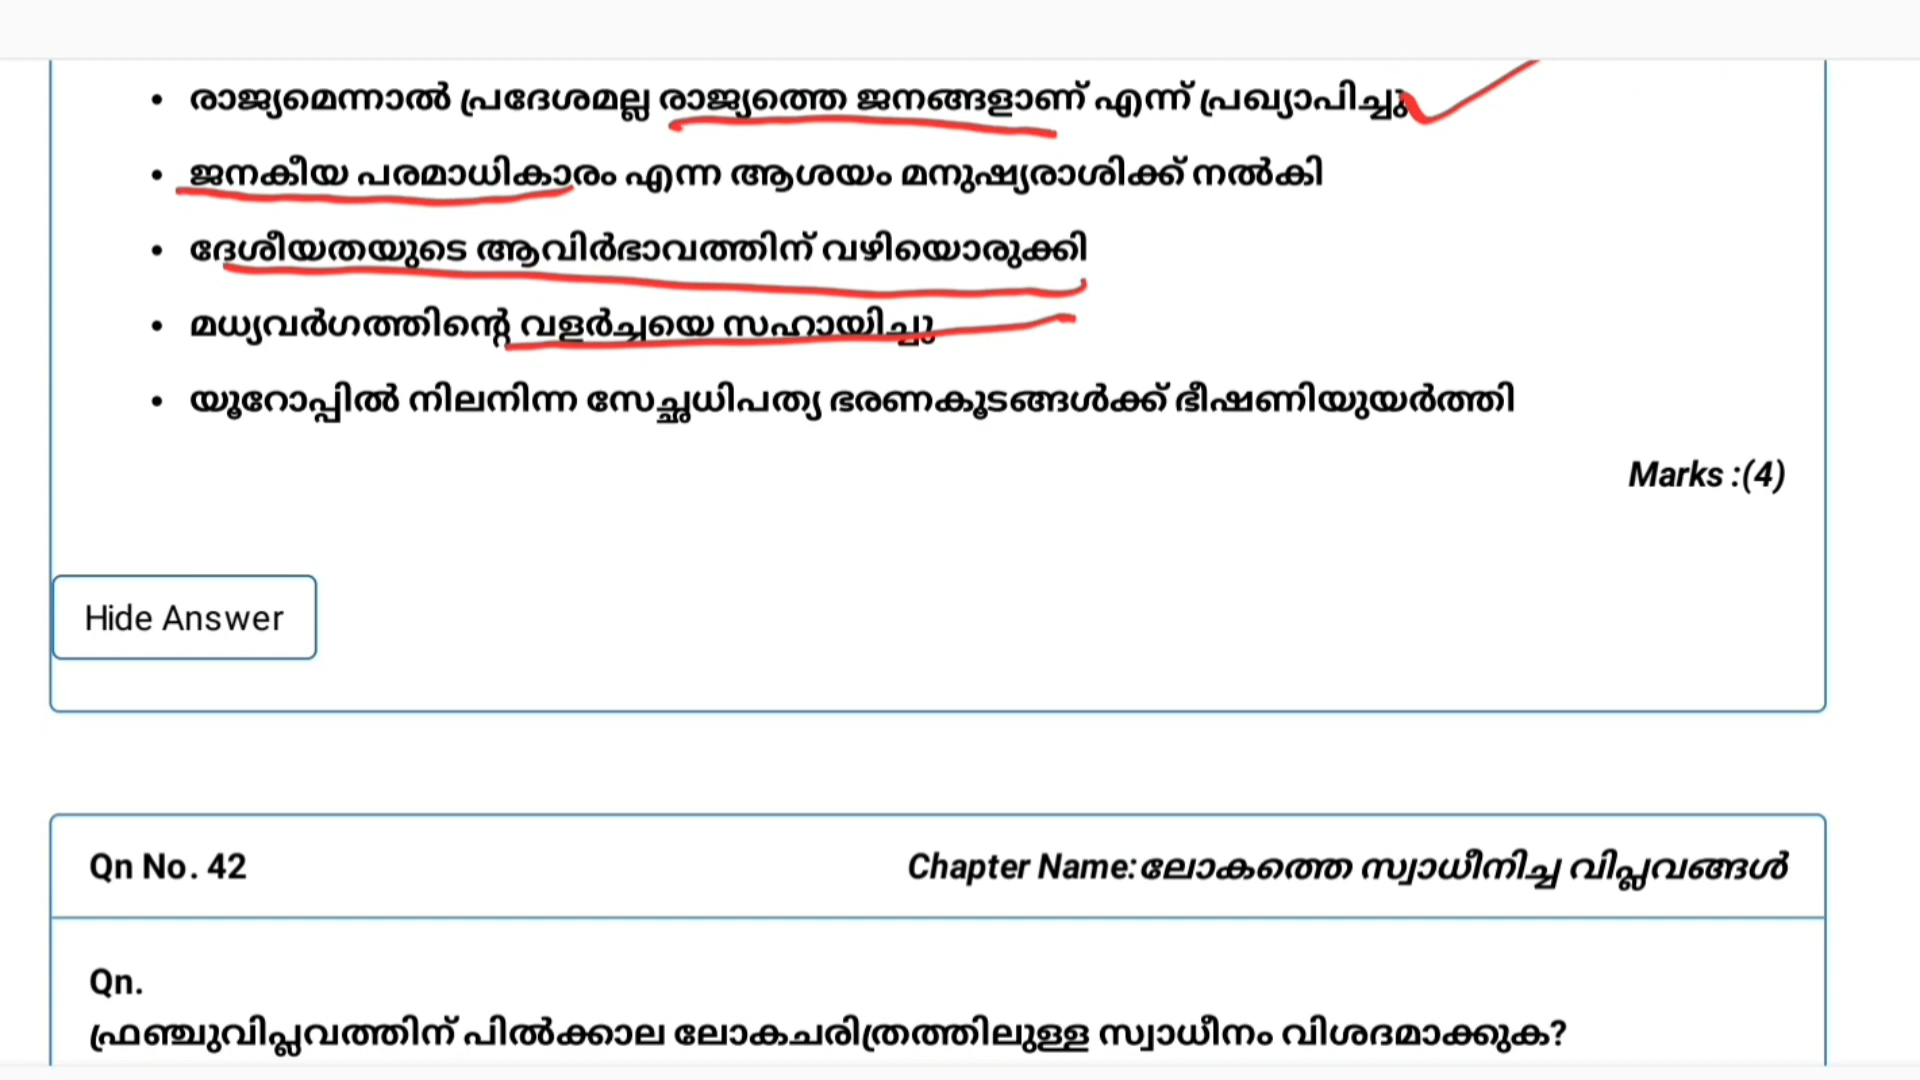 • രാജ്യമെന്നാൽ പ്രദേശമല്ല രാജ്യത്തെ ജനങ്ങളാണ് എന്ന് പ്രഖ്യാപിച്ചു
• ജനകീയ പരമാധികാരം എന്ന ആശയം മനുഷ്യരാശിക്ക് നൽകി
• ദേശീയതയുടെ ആവിർഭാവത്തിന് വഴിയൊരുക്കി
• മധ്യവർഗത്തിന്റെ വളർച്ചയെ സഹായിച്ചു
• യൂറോപ്പിൽ നിലനിന്ന സേച്ഛധിപത്യ ഭരണകൂടങ്ങൾക്ക് ഭീഷണിയുയർത്തി
Marks :(4)
Hide Answer
Qn No. 42 Chapter Name:ലോകത്തെ സ്വാധീനിച്ച വിപ്ലവങ്ങൾ
Qn.
ഫ്രഞ്ചുവിപ്ലവത്തിന് പിൽക്കാല ലോകചരിത്രത്തിലുള്ള സ്വാധീനം വിശദമാക്കുക?